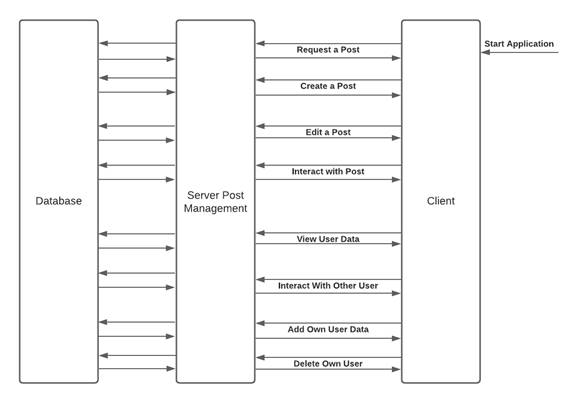 Start Application
Request a Post
Create a Post
Edit a Post
Interact with Post
Database
Server Post
Management
Client
View User Data
Interact With Other User
Add Own User Data
Delete Own User